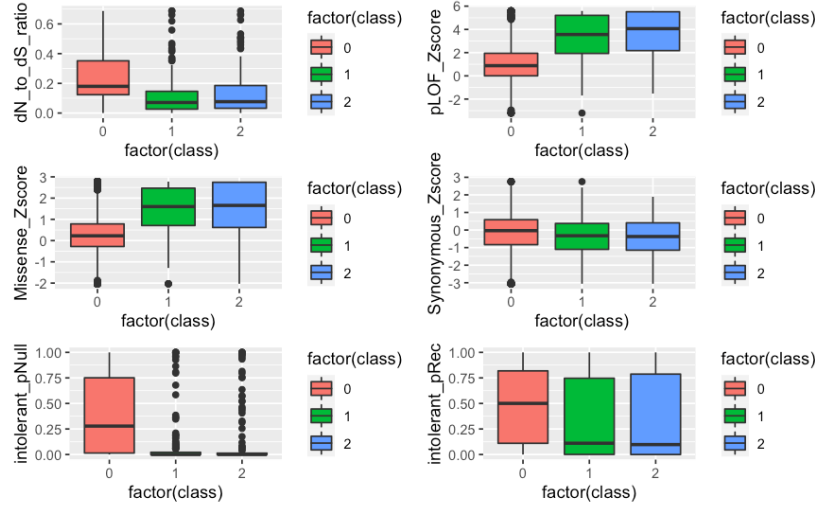 dN_to_dS_ratio
0.6
0.4
0.2
0.0
0 1 2
factor(class)
factor(class)
0
1
2
pLOF_Zscore
6
4
2
0
-2
0 1 2
factor(class)
factor(class)
0
1
2
Missense_Zscore
3
2
1
0
-1
-2
0 1 2
factor(class)
factor(class)
0
1
2
Synonymous_Zscore
3
2
1
0
-1
-2
-3
0 1 2
factor(class)
factor(class)
0
1
2
intolerant_pNull
1.00
0.75
0.50
0.25
0.00
0 1 2
factor(class)
factor(class)
0
1
2
intolerant_pRec
1.00
0.75
0.50
0.25
0.00
0 1 2
factor(class)
factor(class)
0
1
2